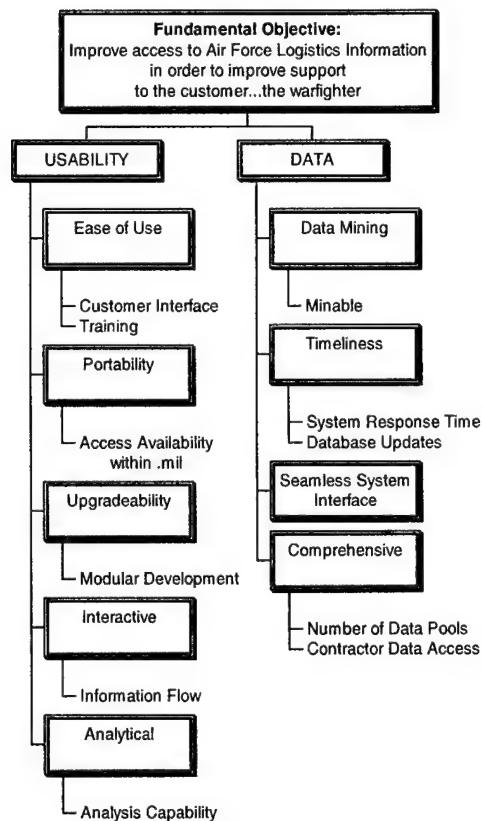 Fundamental Objective:
Improve access to Air Force Logistics Information
in order to improve support
to the customer...the warfighter
USABILITY
Ease of Use
Customer Interface
Training
Portability
Access Availability
within .mil
Upgradeability
Modular Development
Interactive
Information Flow
Analytical
Analysis Capability
DATA
Data Mining
Minable
Timeliness
System Response Time
Database Updates
Seamless System
Interface
Comprehensive
Number of Data Pools
Contractor Data Access